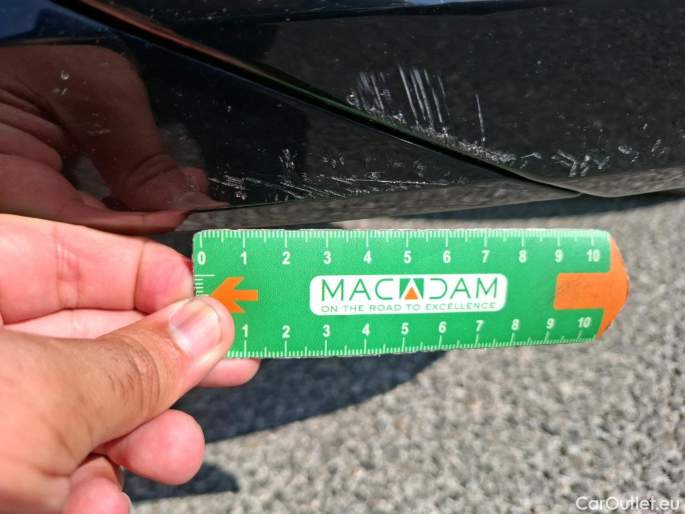 0 1 2 3 4 5 6 7 8 9 10
MACADAM
ON THE ROAD TO EXCELLENCE
1 2 3 4 5 6 7 8 9 10
CarOutlet.eu